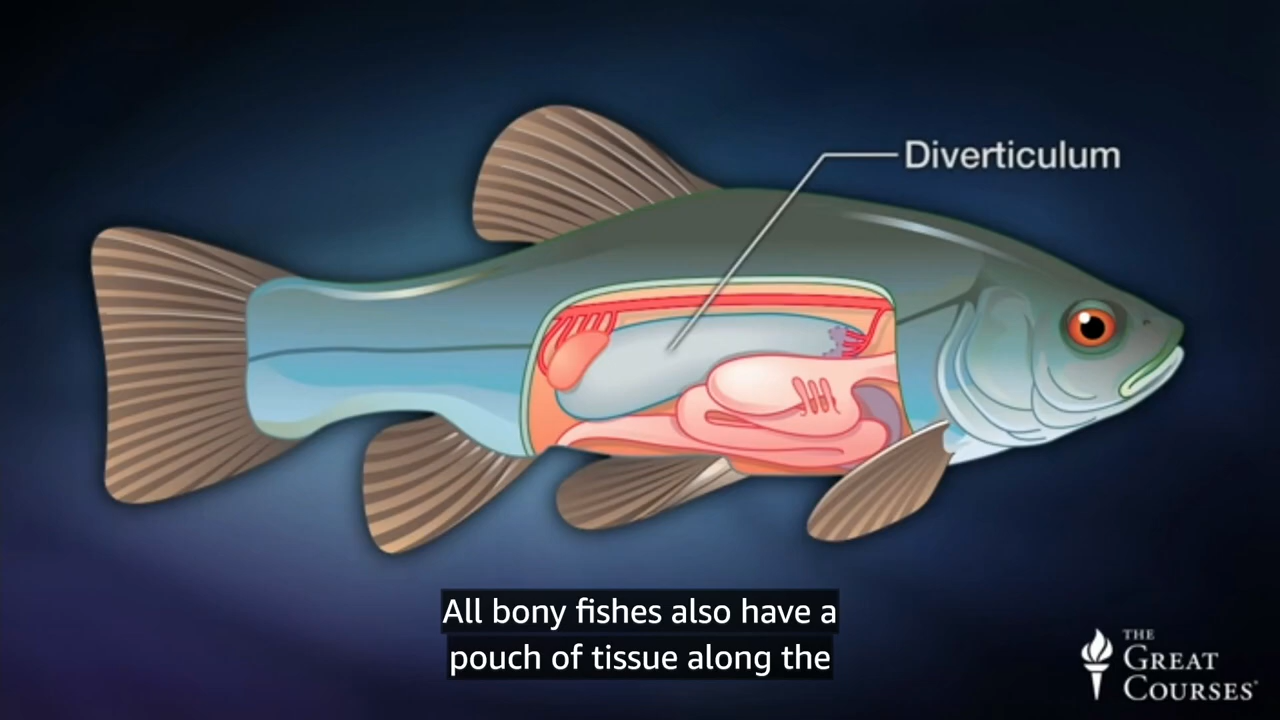 Diverticulum
All bony fishes also have a
pouch of tissue along the
THE
GREAT
COURSES